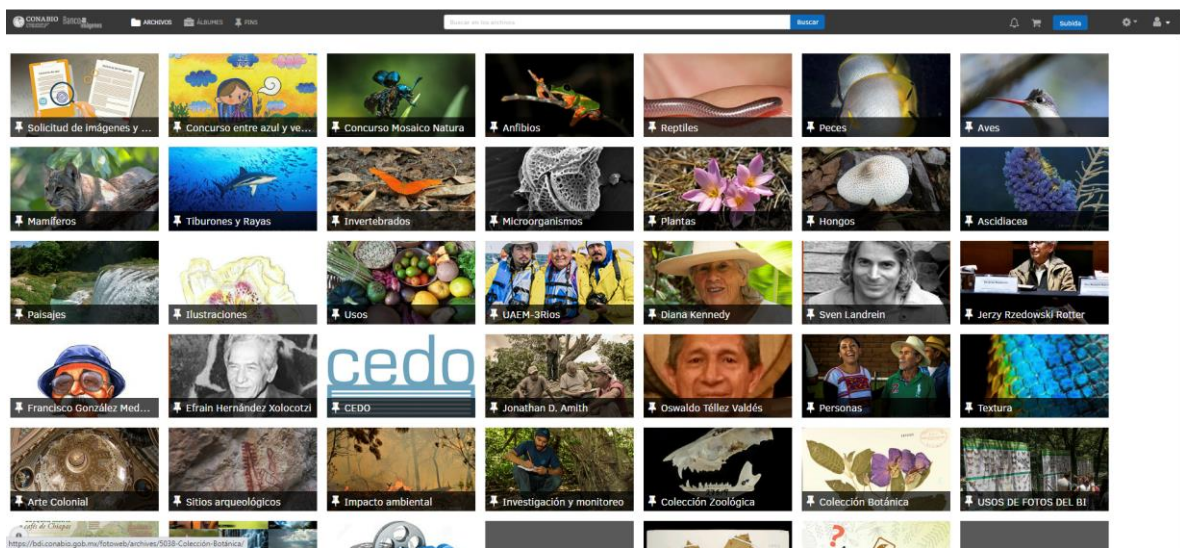 CONABIO
Banco de imágenes
ARCHIVOS
ÁLBUMES
PINS
Buscar en los archivos
Buscar
Subida
Solicitud de imágenes y ...
Concurso entre azul y ve...
Concurso Mosaico Natura
Anfibios
Reptiles
Peces
Aves
Mamíferos
Tiburones y Rayas
Invertebrados
Microorganismos
Plantas
Hongos
Ascidiacea
Paisajes
Ilustraciones
Usos
UAEM-3Rios
Diana Kennedy
Sven Landrein
Jerzy Rzedowski Rotter
cedo
Francisco González Med...
Efraín Hernández Xolocotzi
CEDO
Jonathan D. Amith
Oswaldo Téllez Valdés
Personas
Textura
Arte Colonial
Sitios arqueológicos
Impacto ambiental
Investigación y monitoreo
Colección Zoológica
Colección Botánica
USOS DE FOTOS DEL BI
https://bdi.conabio.gob.mx/fotoweb/archives/5038-Colección-Botánica/